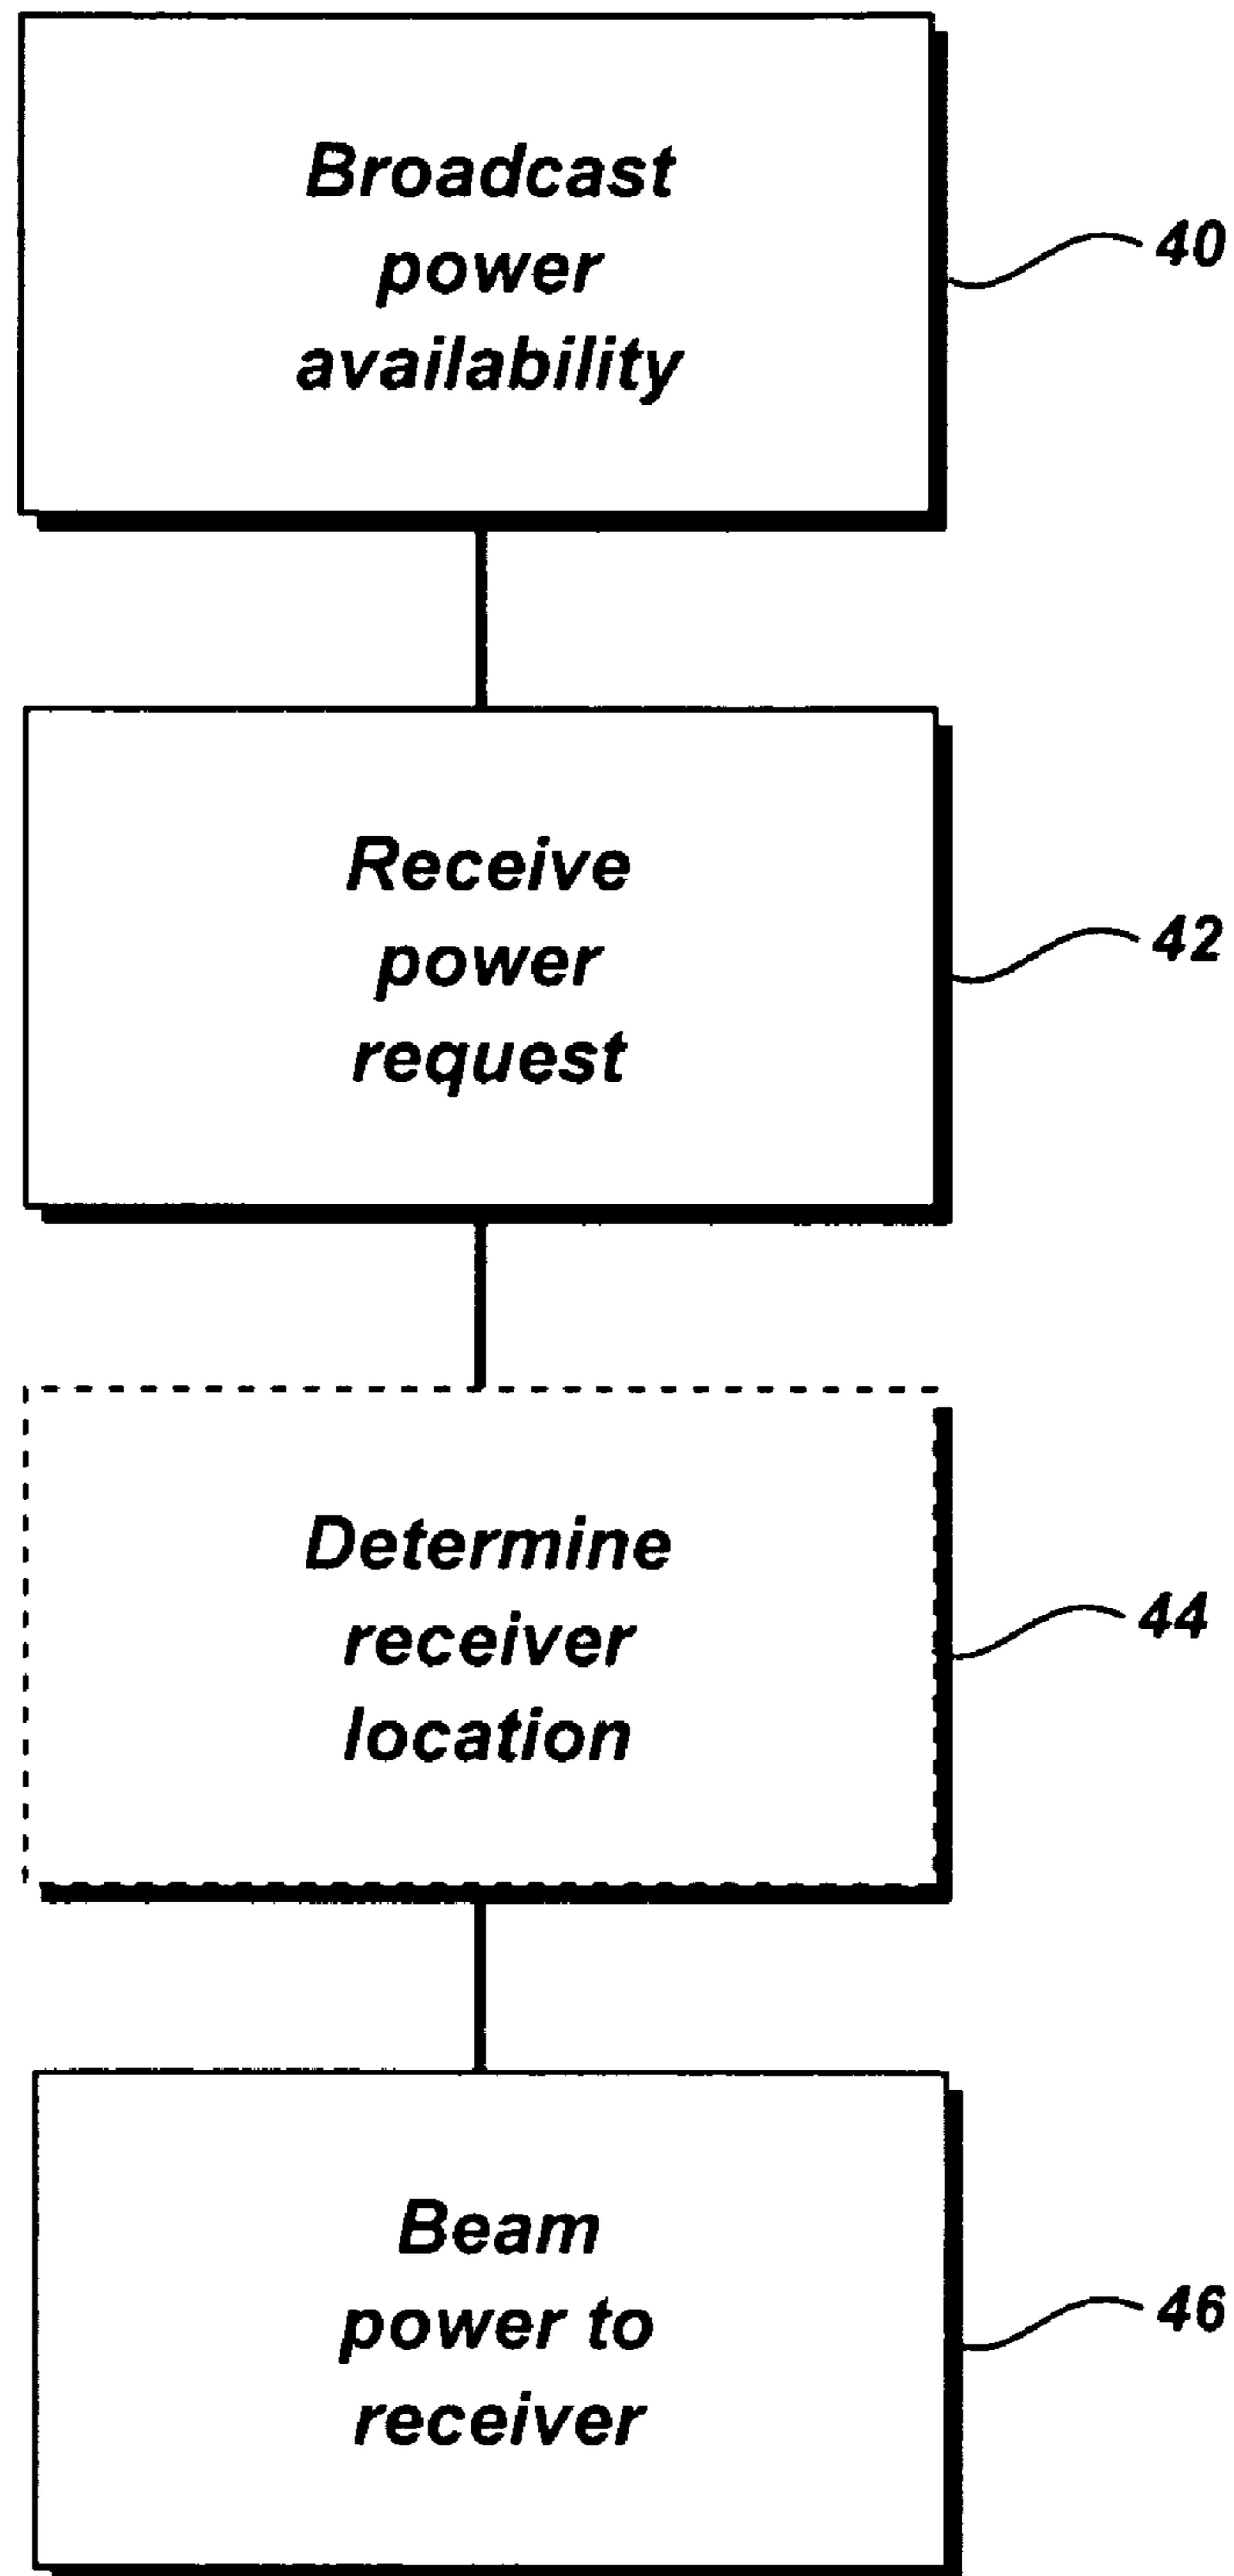 Broadcast
power
availability
40
Receive
power
request
42
Determine
receiver
location
44
Beam
power to
receiver
46